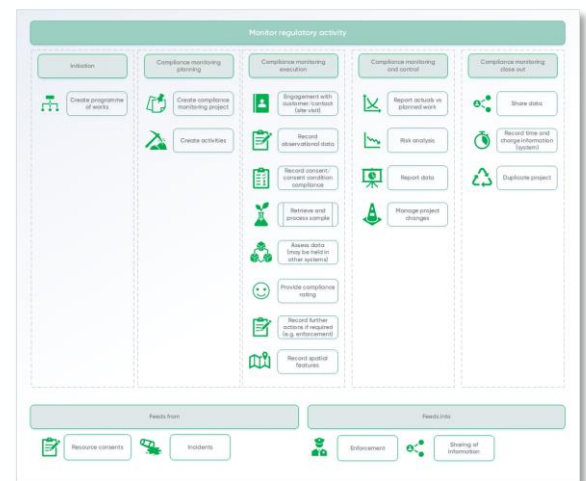 Monitor regulatory activity
Initiation
Create programme
of works
Compliance monitoring
planning
Create compliance
monitoring project
Create activities
Compliance monitoring
execution
Engagement with
customer/contact
(site visit)
Record
observational data
Record consent/
consent condition
compliance
Retrieve and
process sample
Assess data
(may be held in
other systems)
Provide compliance
rating
Record further
actions if required
(e.g. enforcement)
Record spatial
features
Compliance monitoring
and control
Report actuals vs
planned work
Risk analysis
Report data
Manage project
changes
Compliance monitoring
close out
Share data
Record time and
charge information
(system)
Duplicate project
Feeds from
Resource consents
Incidents
Feeds into
Enforcement
Sharing of
information